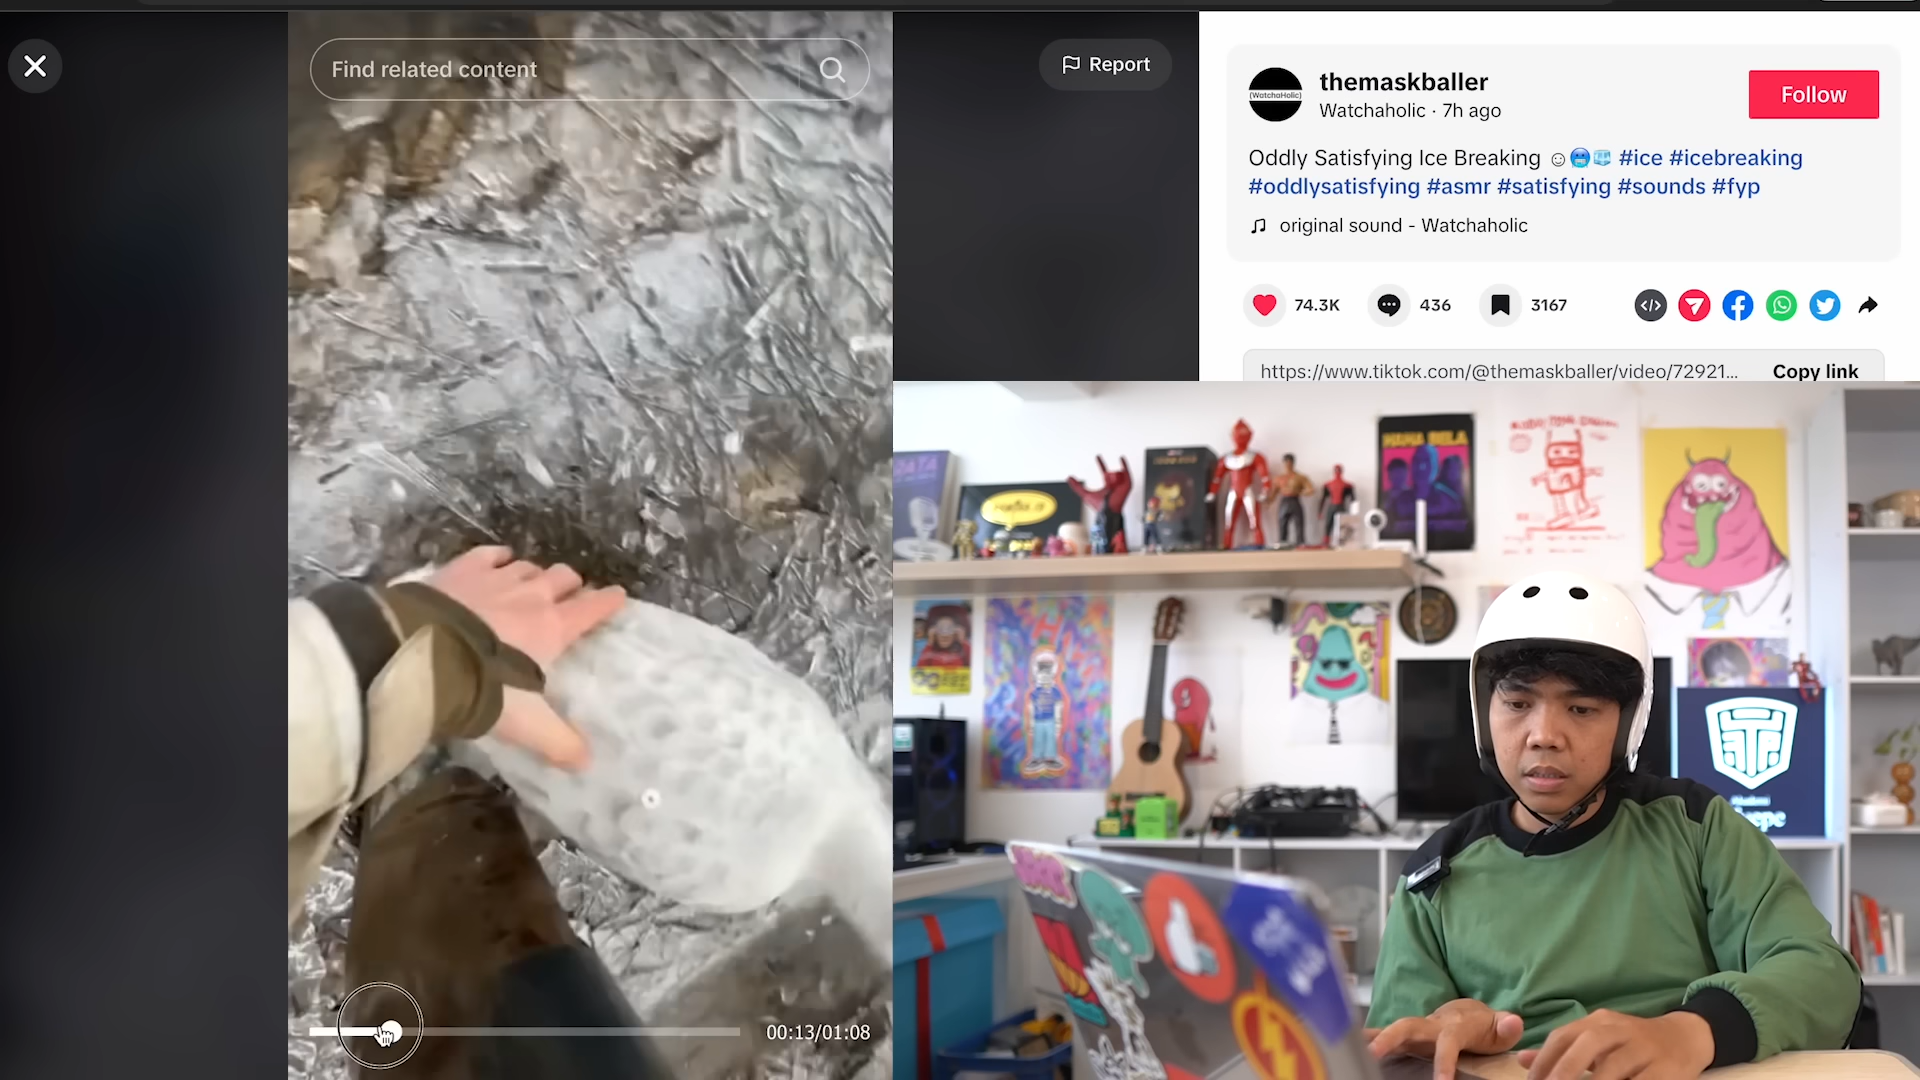 Find related content
Report
(WatchaHolic)
themaskballer
Watchaholic · 7h ago
Follow
Oddly Satisfying Ice Breaking ☺🥶🧊 #ice #icebreaking
#oddlysatisfying #asmr #satisfying #sounds #fyp
original sound - Watchaholic
74.3K
436
3167
https://www.tiktok.com/@themaskballer/video/72921...
Copy link
00:13/01:08